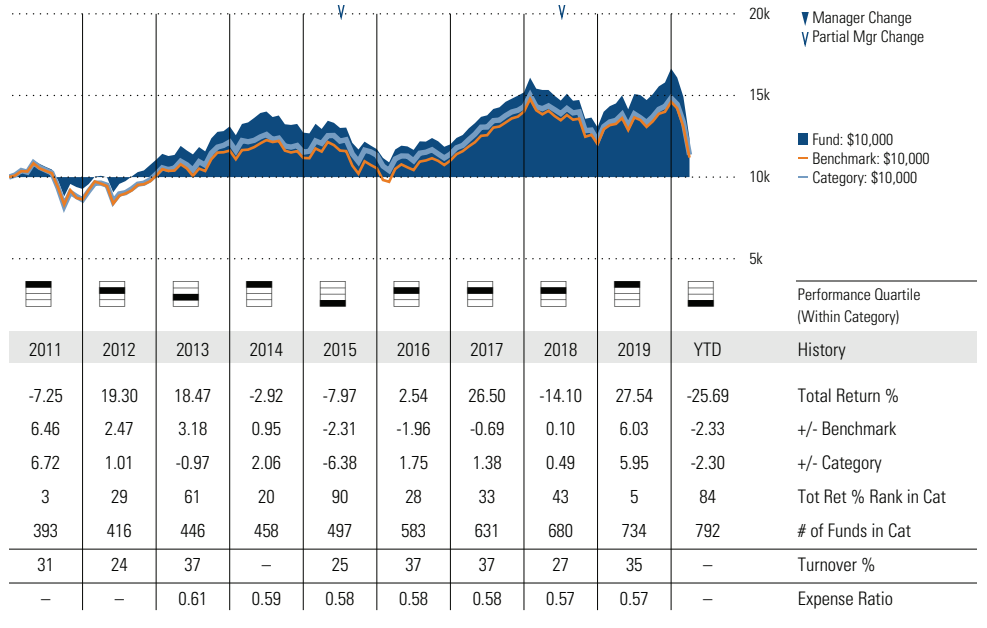 20k
Manager Change
Partial Mgr Change
15k
Fund: $10,000
Benchmark: $10,000
Category: $10,000
10k
5k
Performance Quartile
(Within Category)
2011 2012 2013 2014 2015 2016 2017 2018 2019 YTD History
-7.25 19.30 18.47 -2.92 -7.97 2.54 26.50 -14.10 27.54 -25.69 Total Return %
6.46 2.47 3.18 0.95 -2.31 -1.96 -0.69 0.10 6.03 -2.33 +/- Benchmark
6.72 1.01 -0.97 2.06 -6.38 1.75 1.38 0.49 5.95 -2.30 +/- Category
3 29 61 20 90 28 33 43 5 84 Tot Ret % Rank in Cat
393 416 446 458 497 583 631 680 734 792 # of Funds in Cat
31 24 37 – 25 37 37 27 35 – Turnover %
– – 0.61 0.59 0.58 0.58 0.58 0.57 0.57 – Expense Ratio